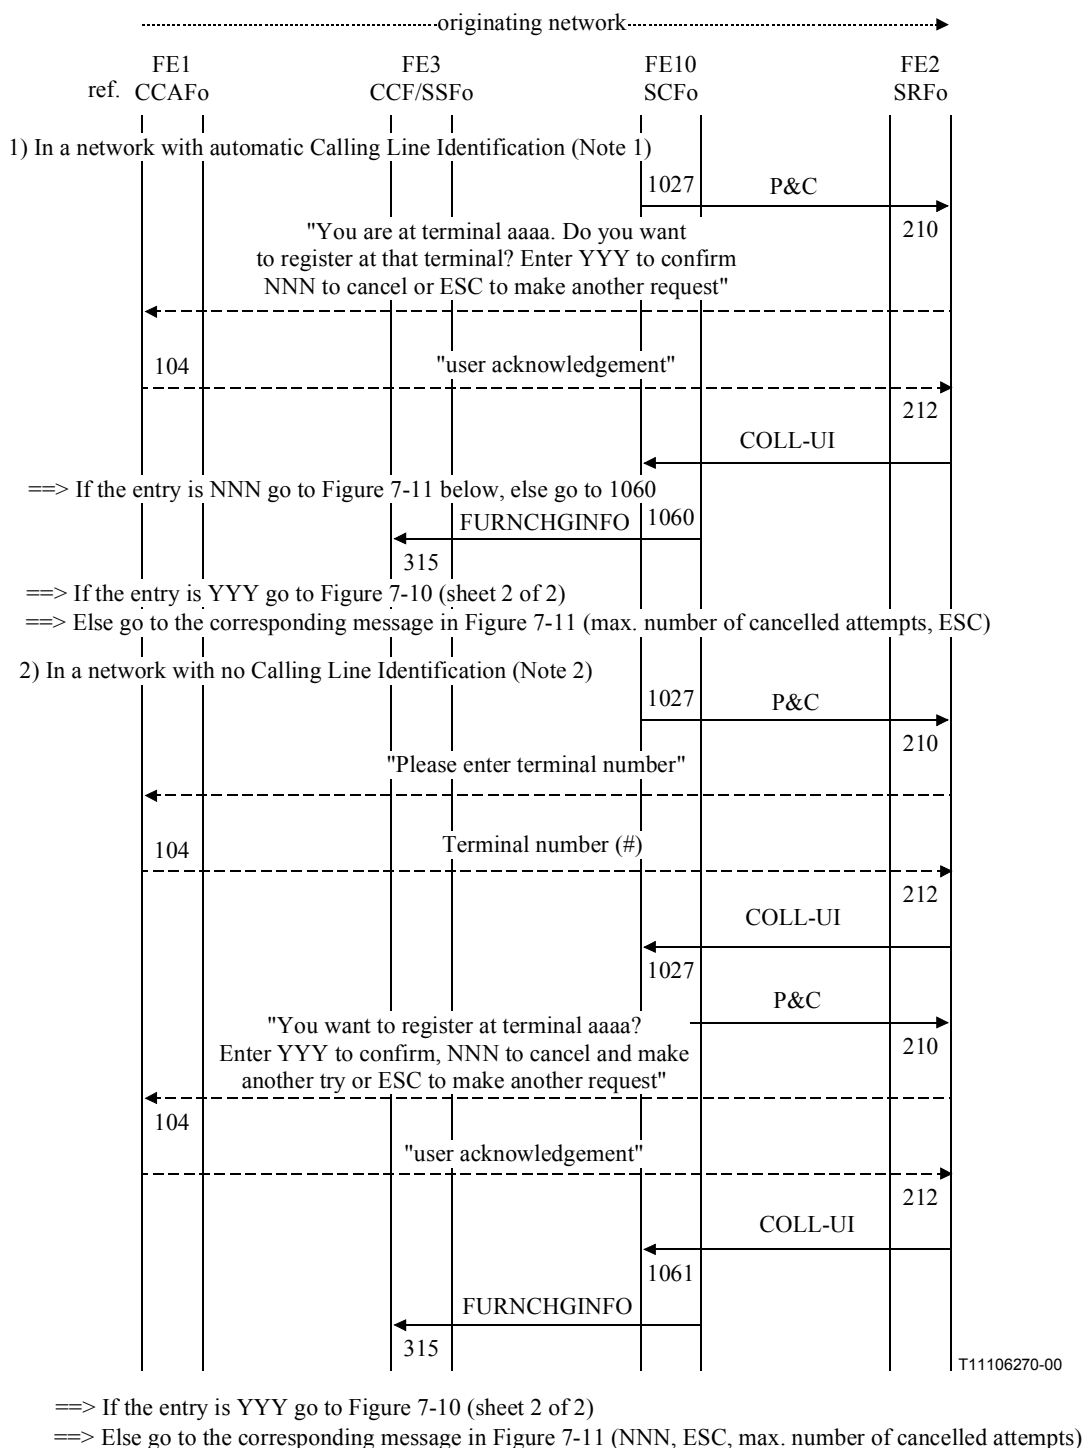 originating network
FE1 FE3 FE10 FE2
ref. CCAFo CCF/SSFo SCFo SRFo
1) In a network with automatic Calling Line Identification (Note 1)
1027 P&C
210
"You are at terminal aaaa. Do you want
to register at that terminal? Enter YYY to confirm
NNN to cancel or ESC to make another request"
104 "user acknowledgement"
212
COLL-UI
==> If the entry is NNN go to Figure 7-11 below, else go to 1060
FURNCHGINFO 1060
315
==> If the entry is YYY go to Figure 7-10 (sheet 2 of 2)
==> Else go to the corresponding message in Figure 7-11 (max. number of cancelled attempts, ESC)
2) In a network with no Calling Line Identification (Note 2)
1027 P&C
210
"Please enter terminal number"
104 Terminal number (#)
212
COLL-UI
1027
P&C
210
"You want to register at terminal aaaa?
Enter YYY to confirm, NNN to cancel and make
another try or ESC to make another request"
104
"user acknowledgement"
212
COLL-UI
1061
FURNCHGINFO
315
T11106270-00
==> If the entry is YYY go to Figure 7-10 (sheet 2 of 2)
==> Else go to the corresponding message in Figure 7-11 (NNN, ESC, max. number of cancelled attempts)